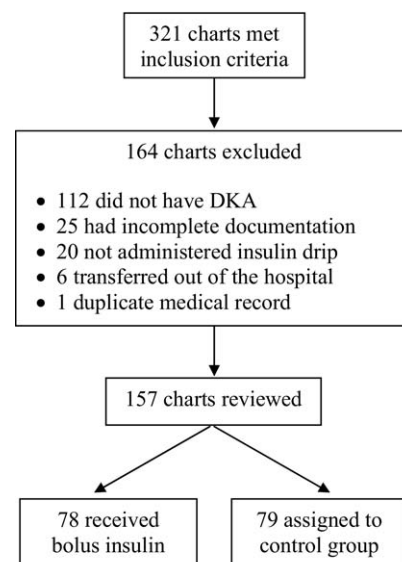 321 charts met
inclusion criteria
164 charts excluded
• 112 did not have DKA
• 25 had incomplete documentation
• 20 not administered insulin drip
• 6 transferred out of the hospital
• 1 duplicate medical record
157 charts reviewed
78 received
bolus insulin
79 assigned to
control group